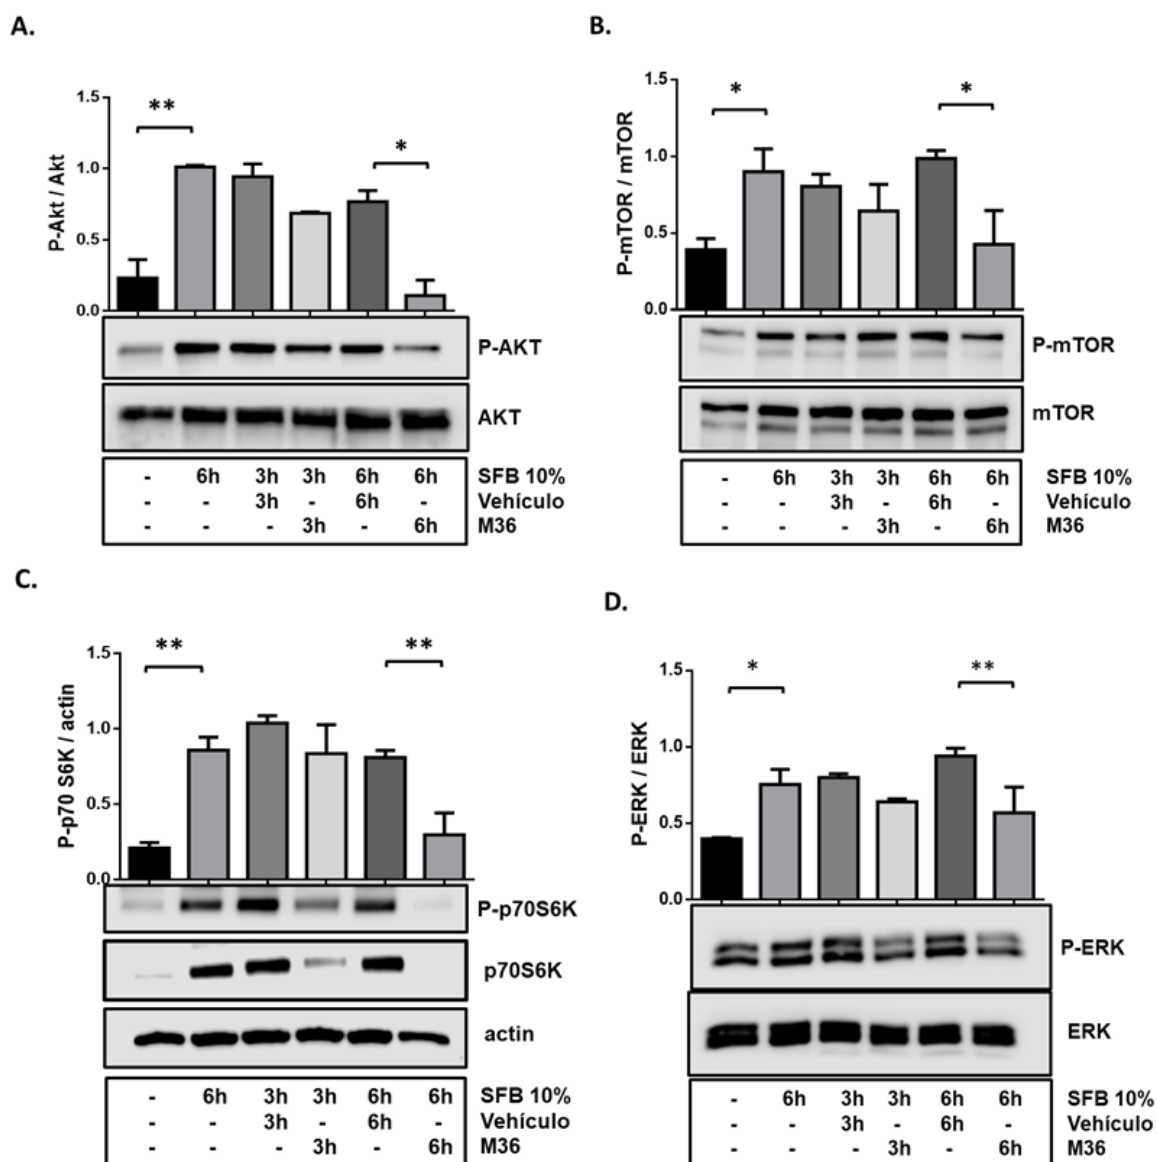 A.
**
*
P-Akt / Akt
1.5
1.0
0.5
0.0
P-AKT
AKT
- 6h 3h 3h 6h 6h SFB 10%
- - 3h - 6h - Vehículo
- - - 3h - 6h M36
B.
*
*
P-mTOR / mTOR
1.5
1.0
0.5
0.0
P-mTOR
mTOR
- 6h 3h 3h 6h 6h SFB 10%
- - 3h - 6h - Vehículo
- - - 3h - 6h M36
C.
**
**
P-p70 S6K / actin
1.5
1.0
0.5
0.0
P-p70S6K
p70S6K
actin
- 6h 3h 3h 6h 6h SFB 10%
- - 3h - 6h - Vehículo
- - - 3h - 6h M36
D.
*
**
P-ERK / ERK
1.5
1.0
0.5
0.0
P-ERK
ERK
- 6h 3h 3h 6h 6h SFB 10%
- - 3h - 6h - Vehículo
- - - 3h - 6h M36